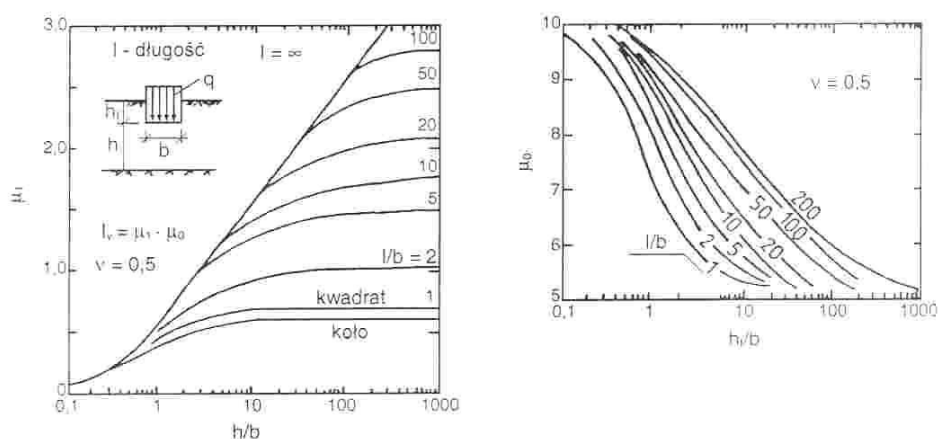 3,0
2,0
1,0
0
μ₁
l - długość
l = ∞
q
h₁
h
b
Iᵥ = μ₁ · μ₀
ν = 0,5
100
50
20
10
5
l/b = 2
kwadrat 1
koło
0,1 1 10 100 1000
h/b
10
9
8
7
6
5
μ₀
ν = 0.5
200
100
50
20
10
5
2
1
l/b
0,1 1 10 100 1000
h₁/b